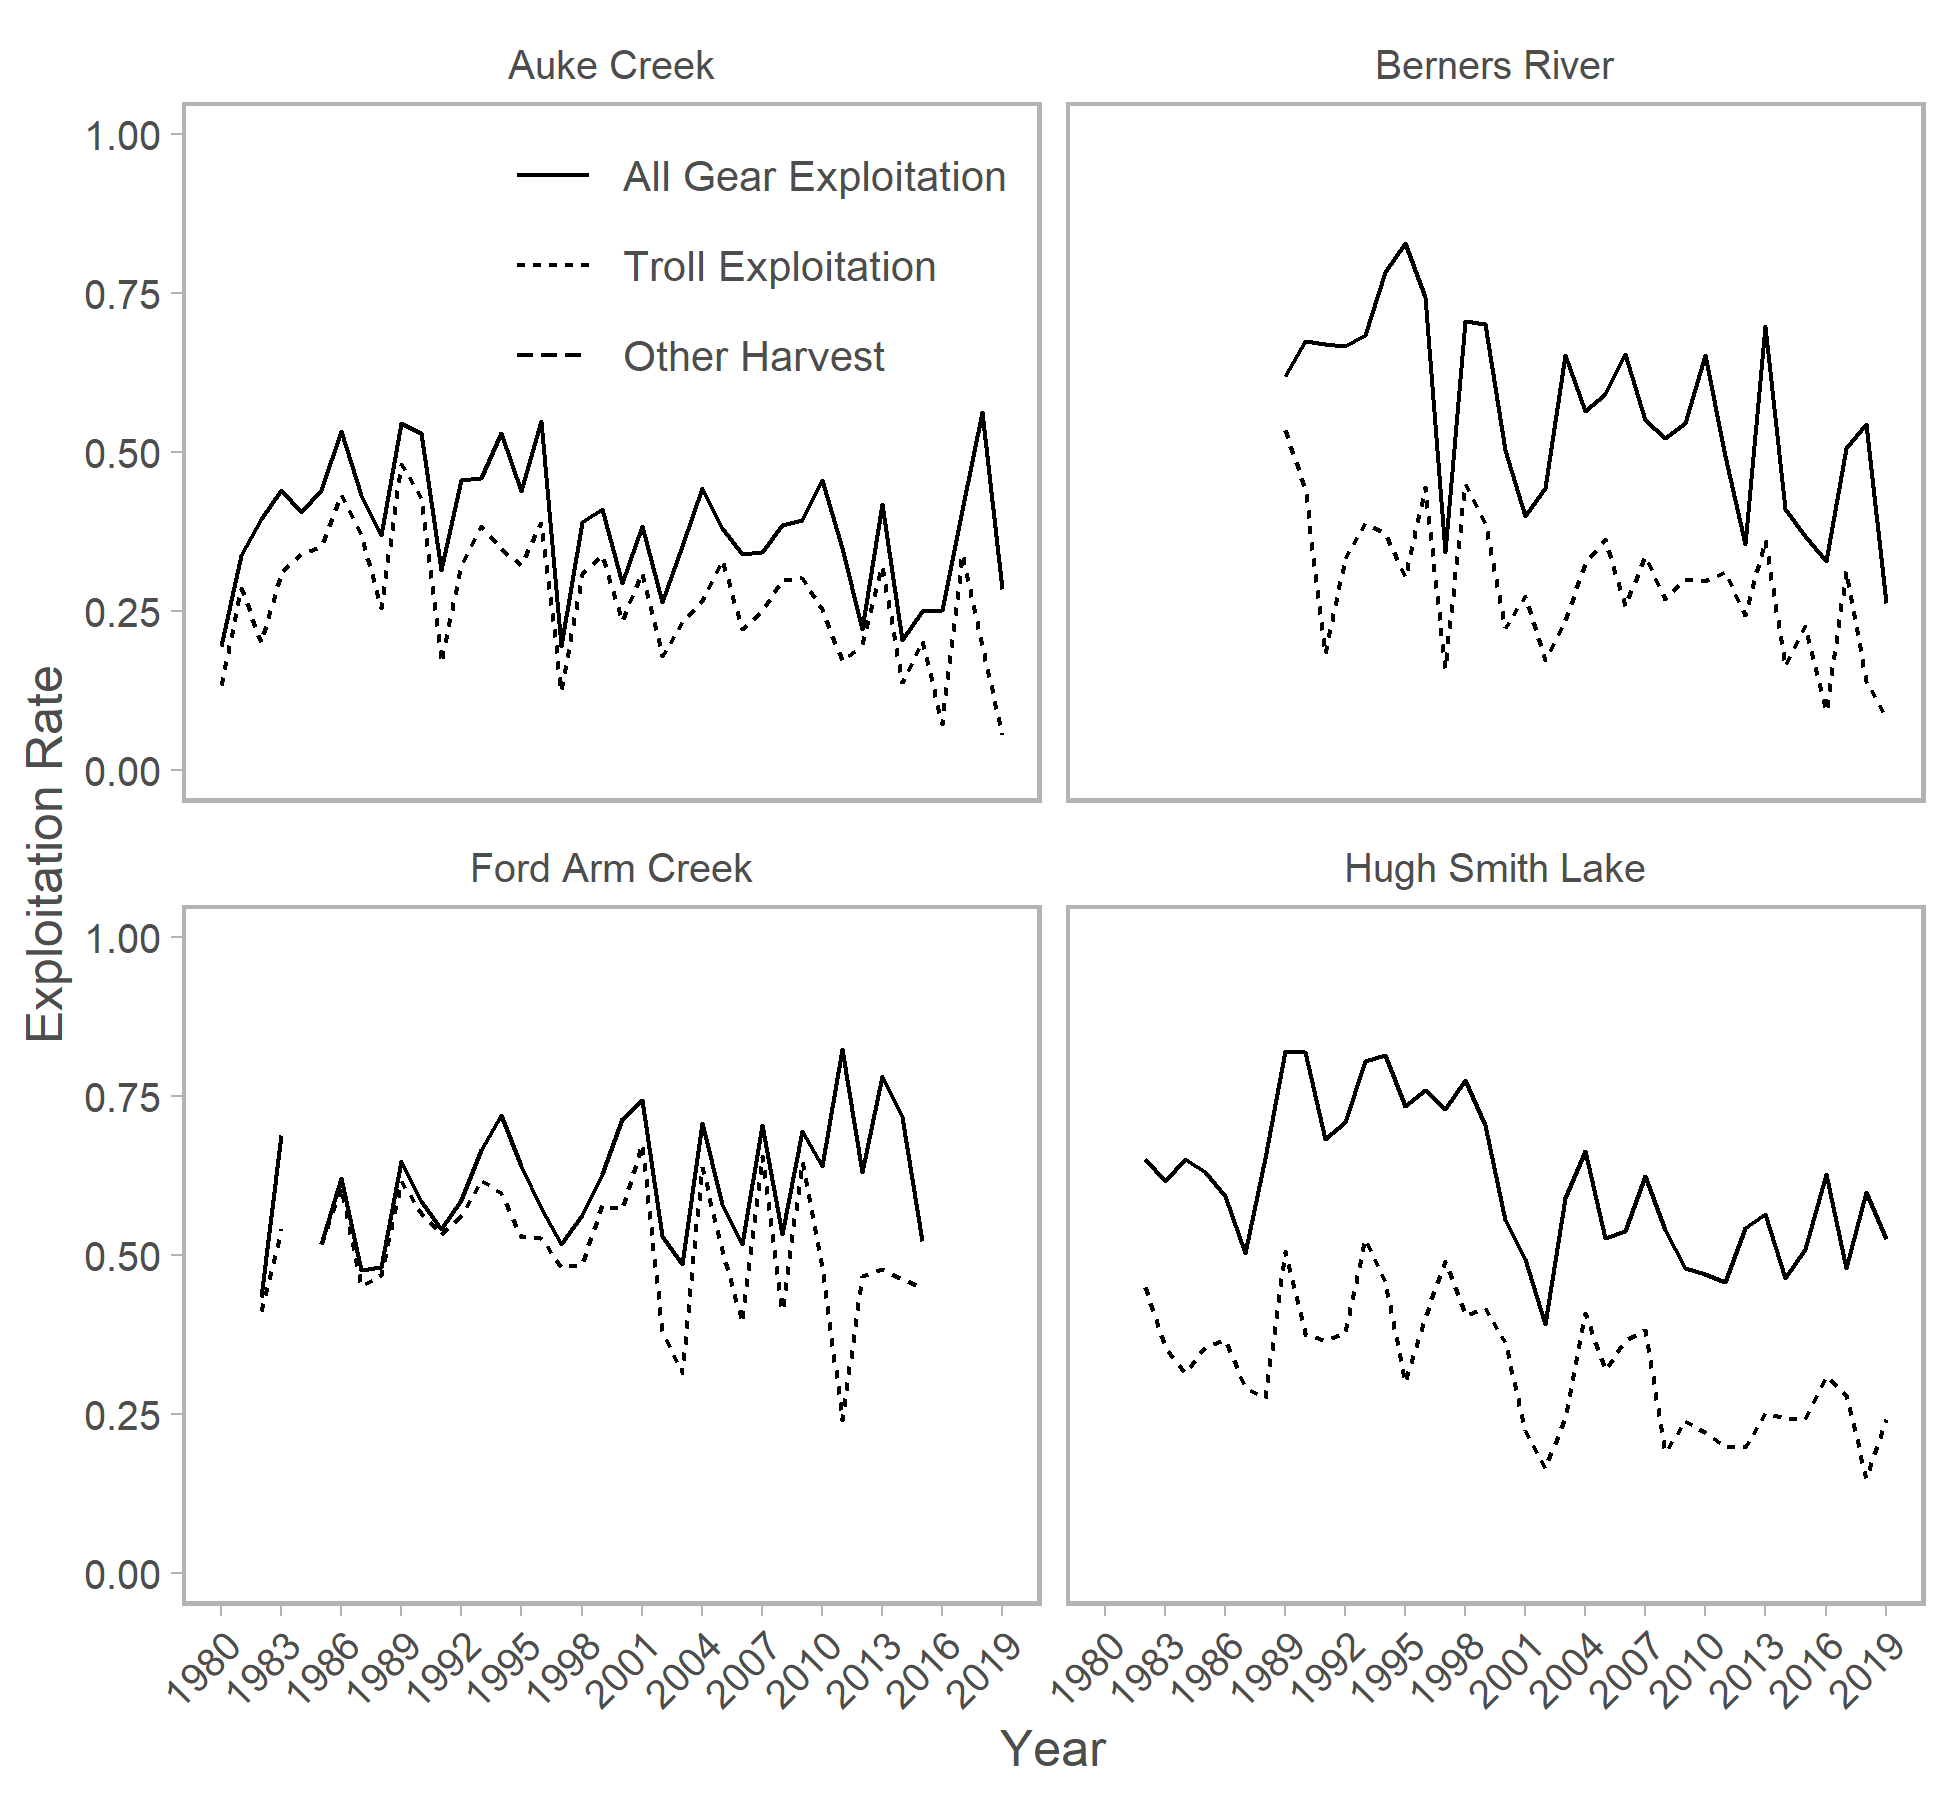 Auke Creek
Berners River
1.00
0.75
0.50
0.25
0.00
All Gear Exploitation
Troll Exploitation
Other Harvest
Exploitation Rate
Ford Arm Creek
Hugh Smith Lake
1.00
0.75
0.50
0.25
0.00
1980 1983 1986 1989 1992 1995 1998 2001 2004 2007 2010 2013 2016 2019
1980 1983 1986 1989 1992 1995 1998 2001 2004 2007 2010 2013 2016 2019
Year